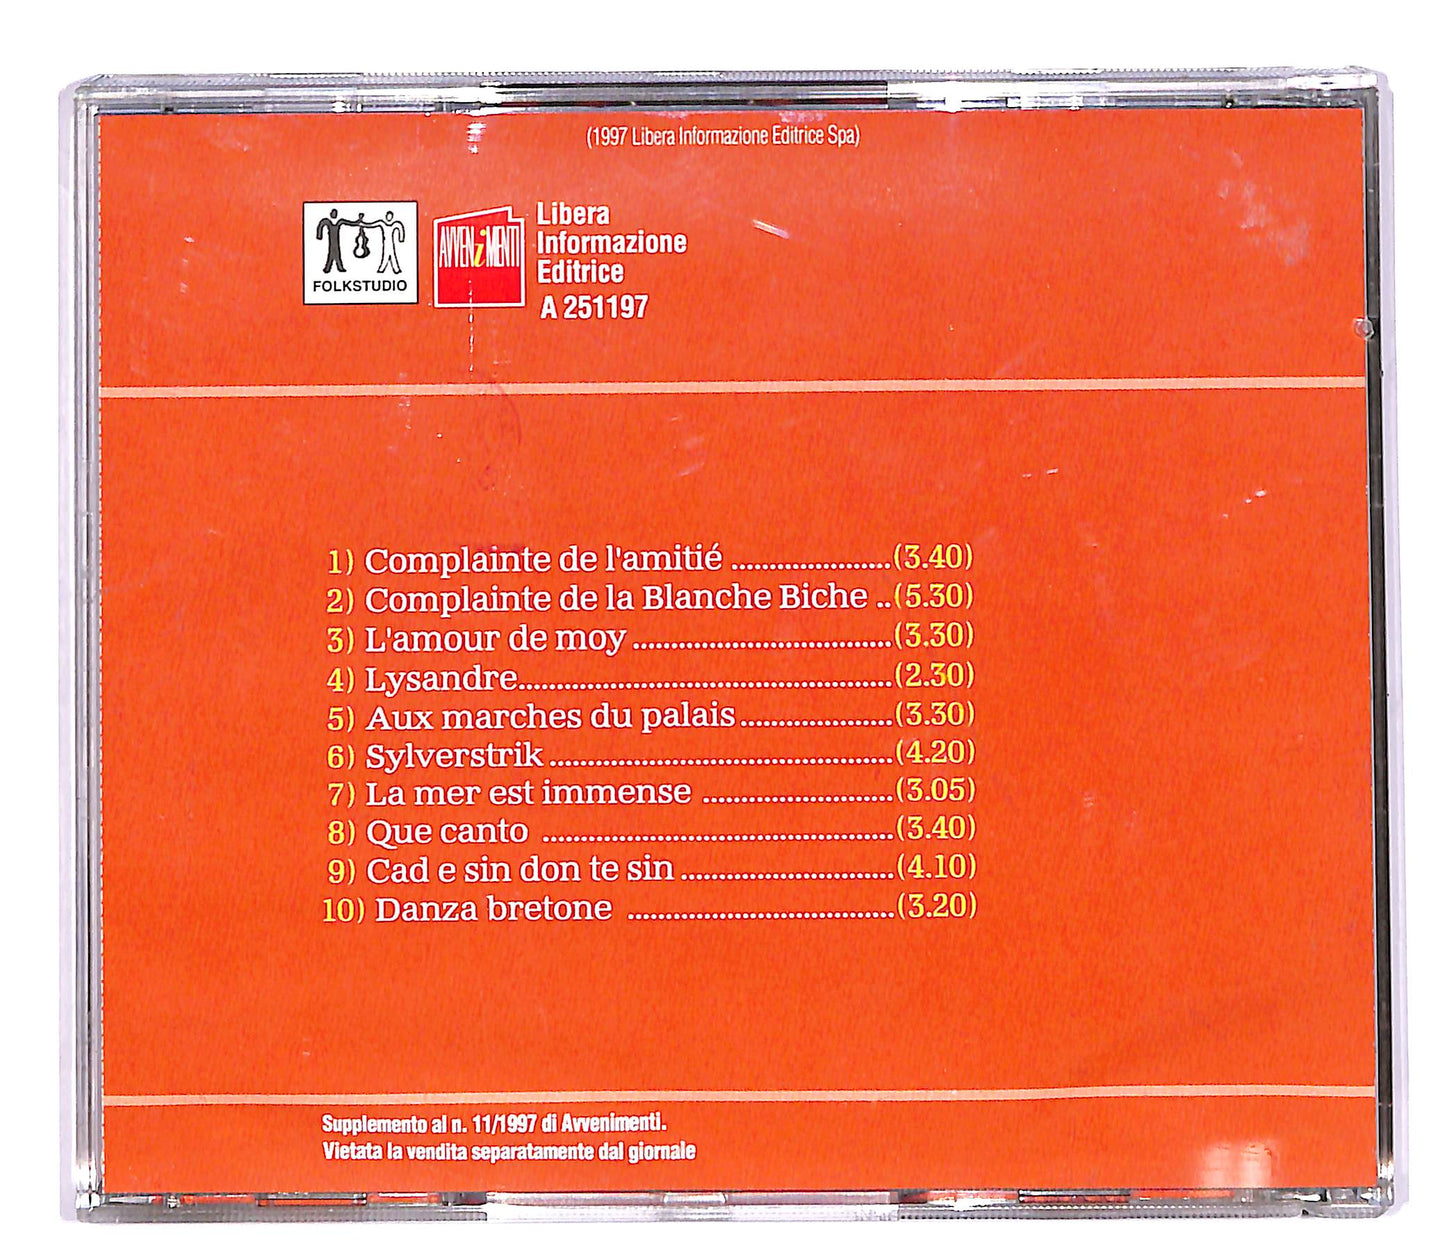 (1997 Libera Informazione Editrice Spa)
FOLKSTUDIO
AVVENiMENTI
Libera
Informazione
Editrice
A 251197
1) Complainte de l'amitié .....................(3.40)
2) Complainte de la Blanche Biche ..(5.30)
3) L'amour de moy ..................................(3.30)
4) Lysandre.................................................(2.30)
5) Aux marches du palais ....................(3.30)
6) Sylverstrik .............................................(4.20)
7) La mer est immense .........................(3.05)
8) Que canto ..............................................(3.40)
9) Cad e sin don te sin ............................(4.10)
10) Danza bretone ...................................(3.20)
Supplemento al n. 11/1997 di Avvenimenti.
Vietata la vendita separatamente dal giornale